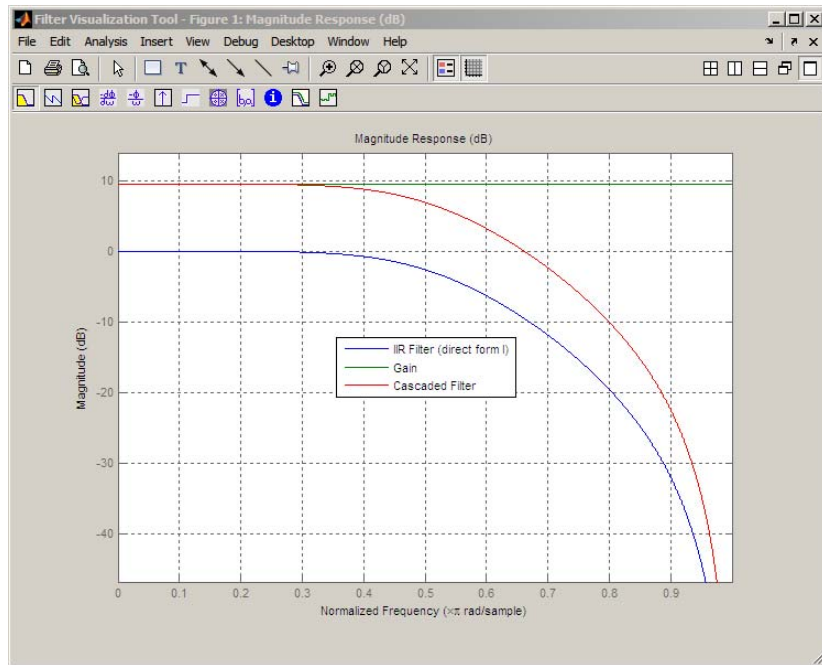 Filter Visualization Tool - Figure 1: Magnitude Response (dB)
File Edit Analysis Insert View Debug Desktop Window Help
Magnitude Response (dB)
10
0
-10
-20
-30
-40
Magnitude (dB)
IIR Filter (direct form I)
Gain
Cascaded Filter
0 0.1 0.2 0.3 0.4 0.5 0.6 0.7 0.8 0.9
Normalized Frequency (×π rad/sample)